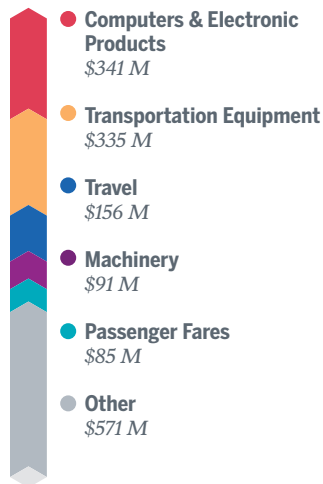 Computers & Electronic
Products
$341 M
Transportation Equipment
$335 M
Travel
$156 M
Machinery
$91 M
Passenger Fares
$85 M
Other
$571 M